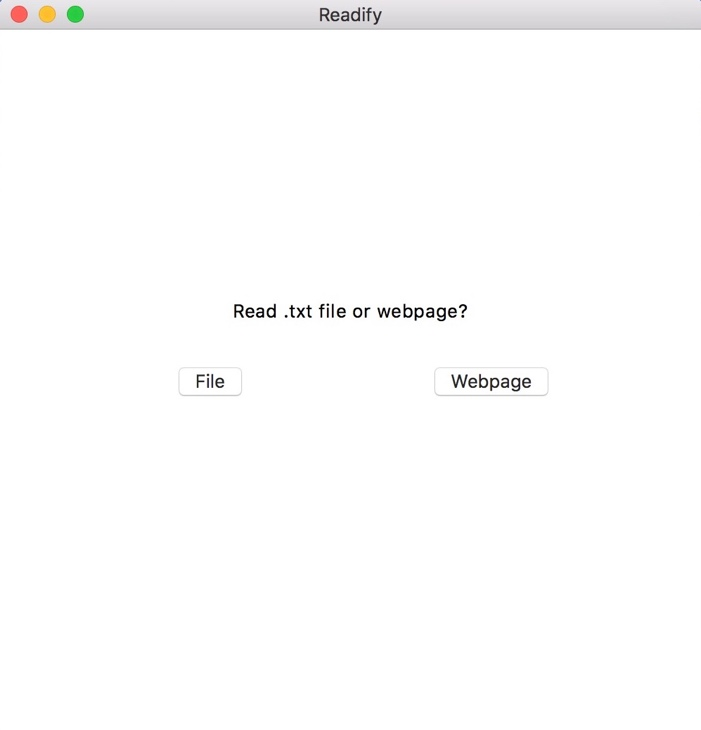 Readify
Read .txt file or webpage?
File
Webpage